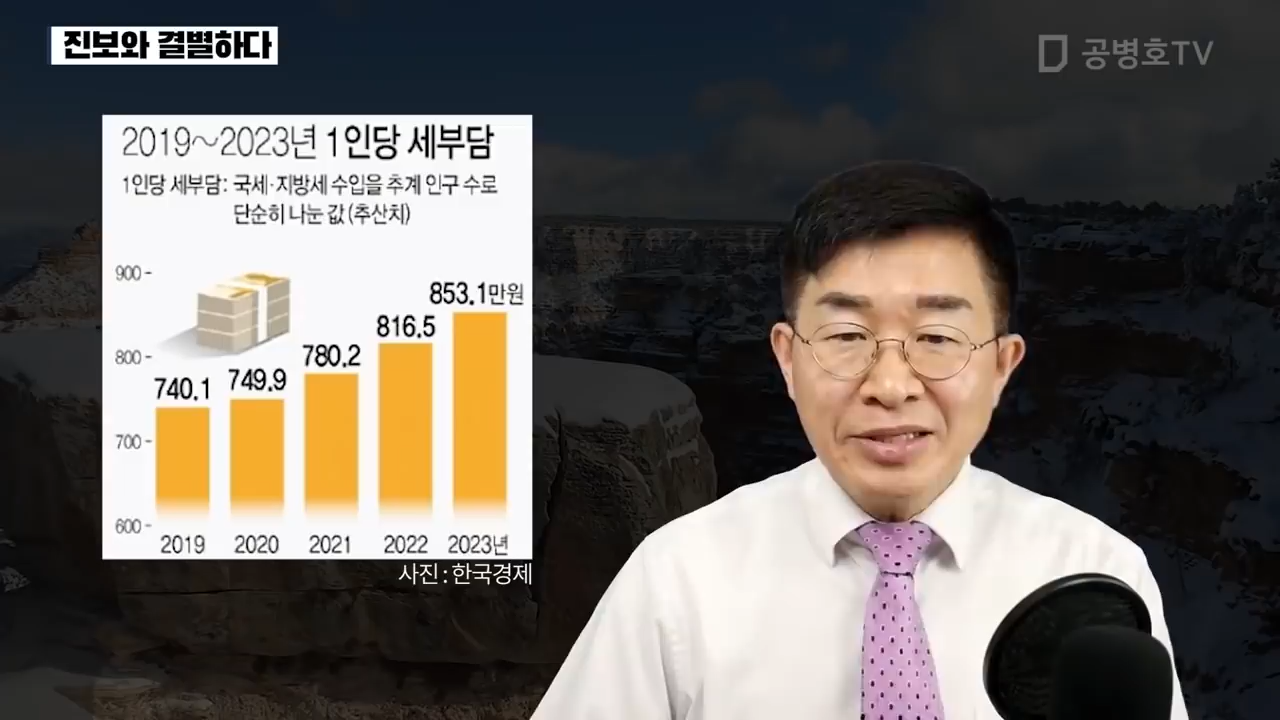 진보와 결별하다
공병호TV
2019~2023년 1인당 세부담
1인당 세부담: 국세·지방세 수입을 추계 인구 수로
단순히 나눈 값(추산치)
900
800
700
600
740.1
749.9
780.2
816.5
853.1만원
2019
2020
2021
2022
2023년
사진:한국경제